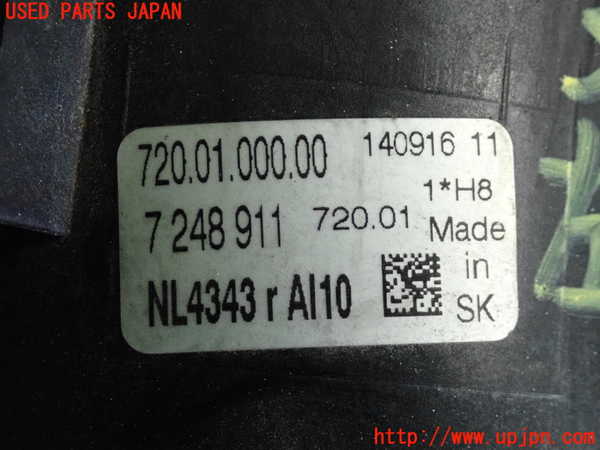 USED PARTS JAPAN
720.01.000.00 140916 11
1*H8
7 248 911 720.01 Made
in
NL4343 r AI10 SK
http://www.upjpn.com/